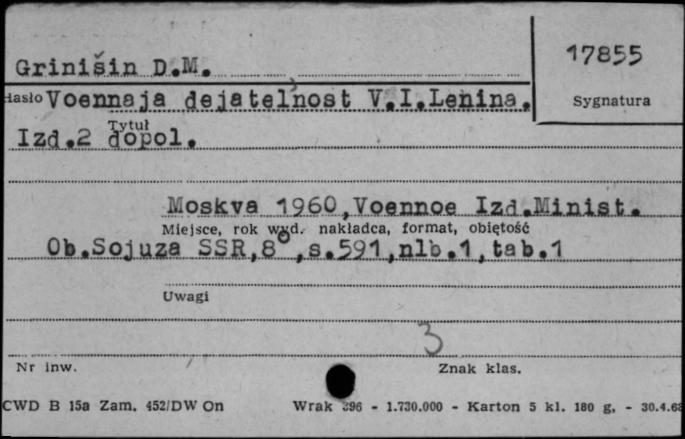 Grinišin D.M.
17855
Hasło Voennaja dejatelnost V.I.Lenina.
Sygnatura
Tytuł
Izd.2 dopol.
Moskva 1960,Voennoe Izd.Minist.
Miejsce, rok wyd. nakładca, format, objętość
Ob.Sojuza SSR,8°,s.591,nlb.1,tab.1
Uwagi
3
Nr inw.
Znak klas.
CWD B 15a Zam. 452/DW On Wrak 396 - 1.730.000 - Karton 5 kl. 180 g. - 30.4.68